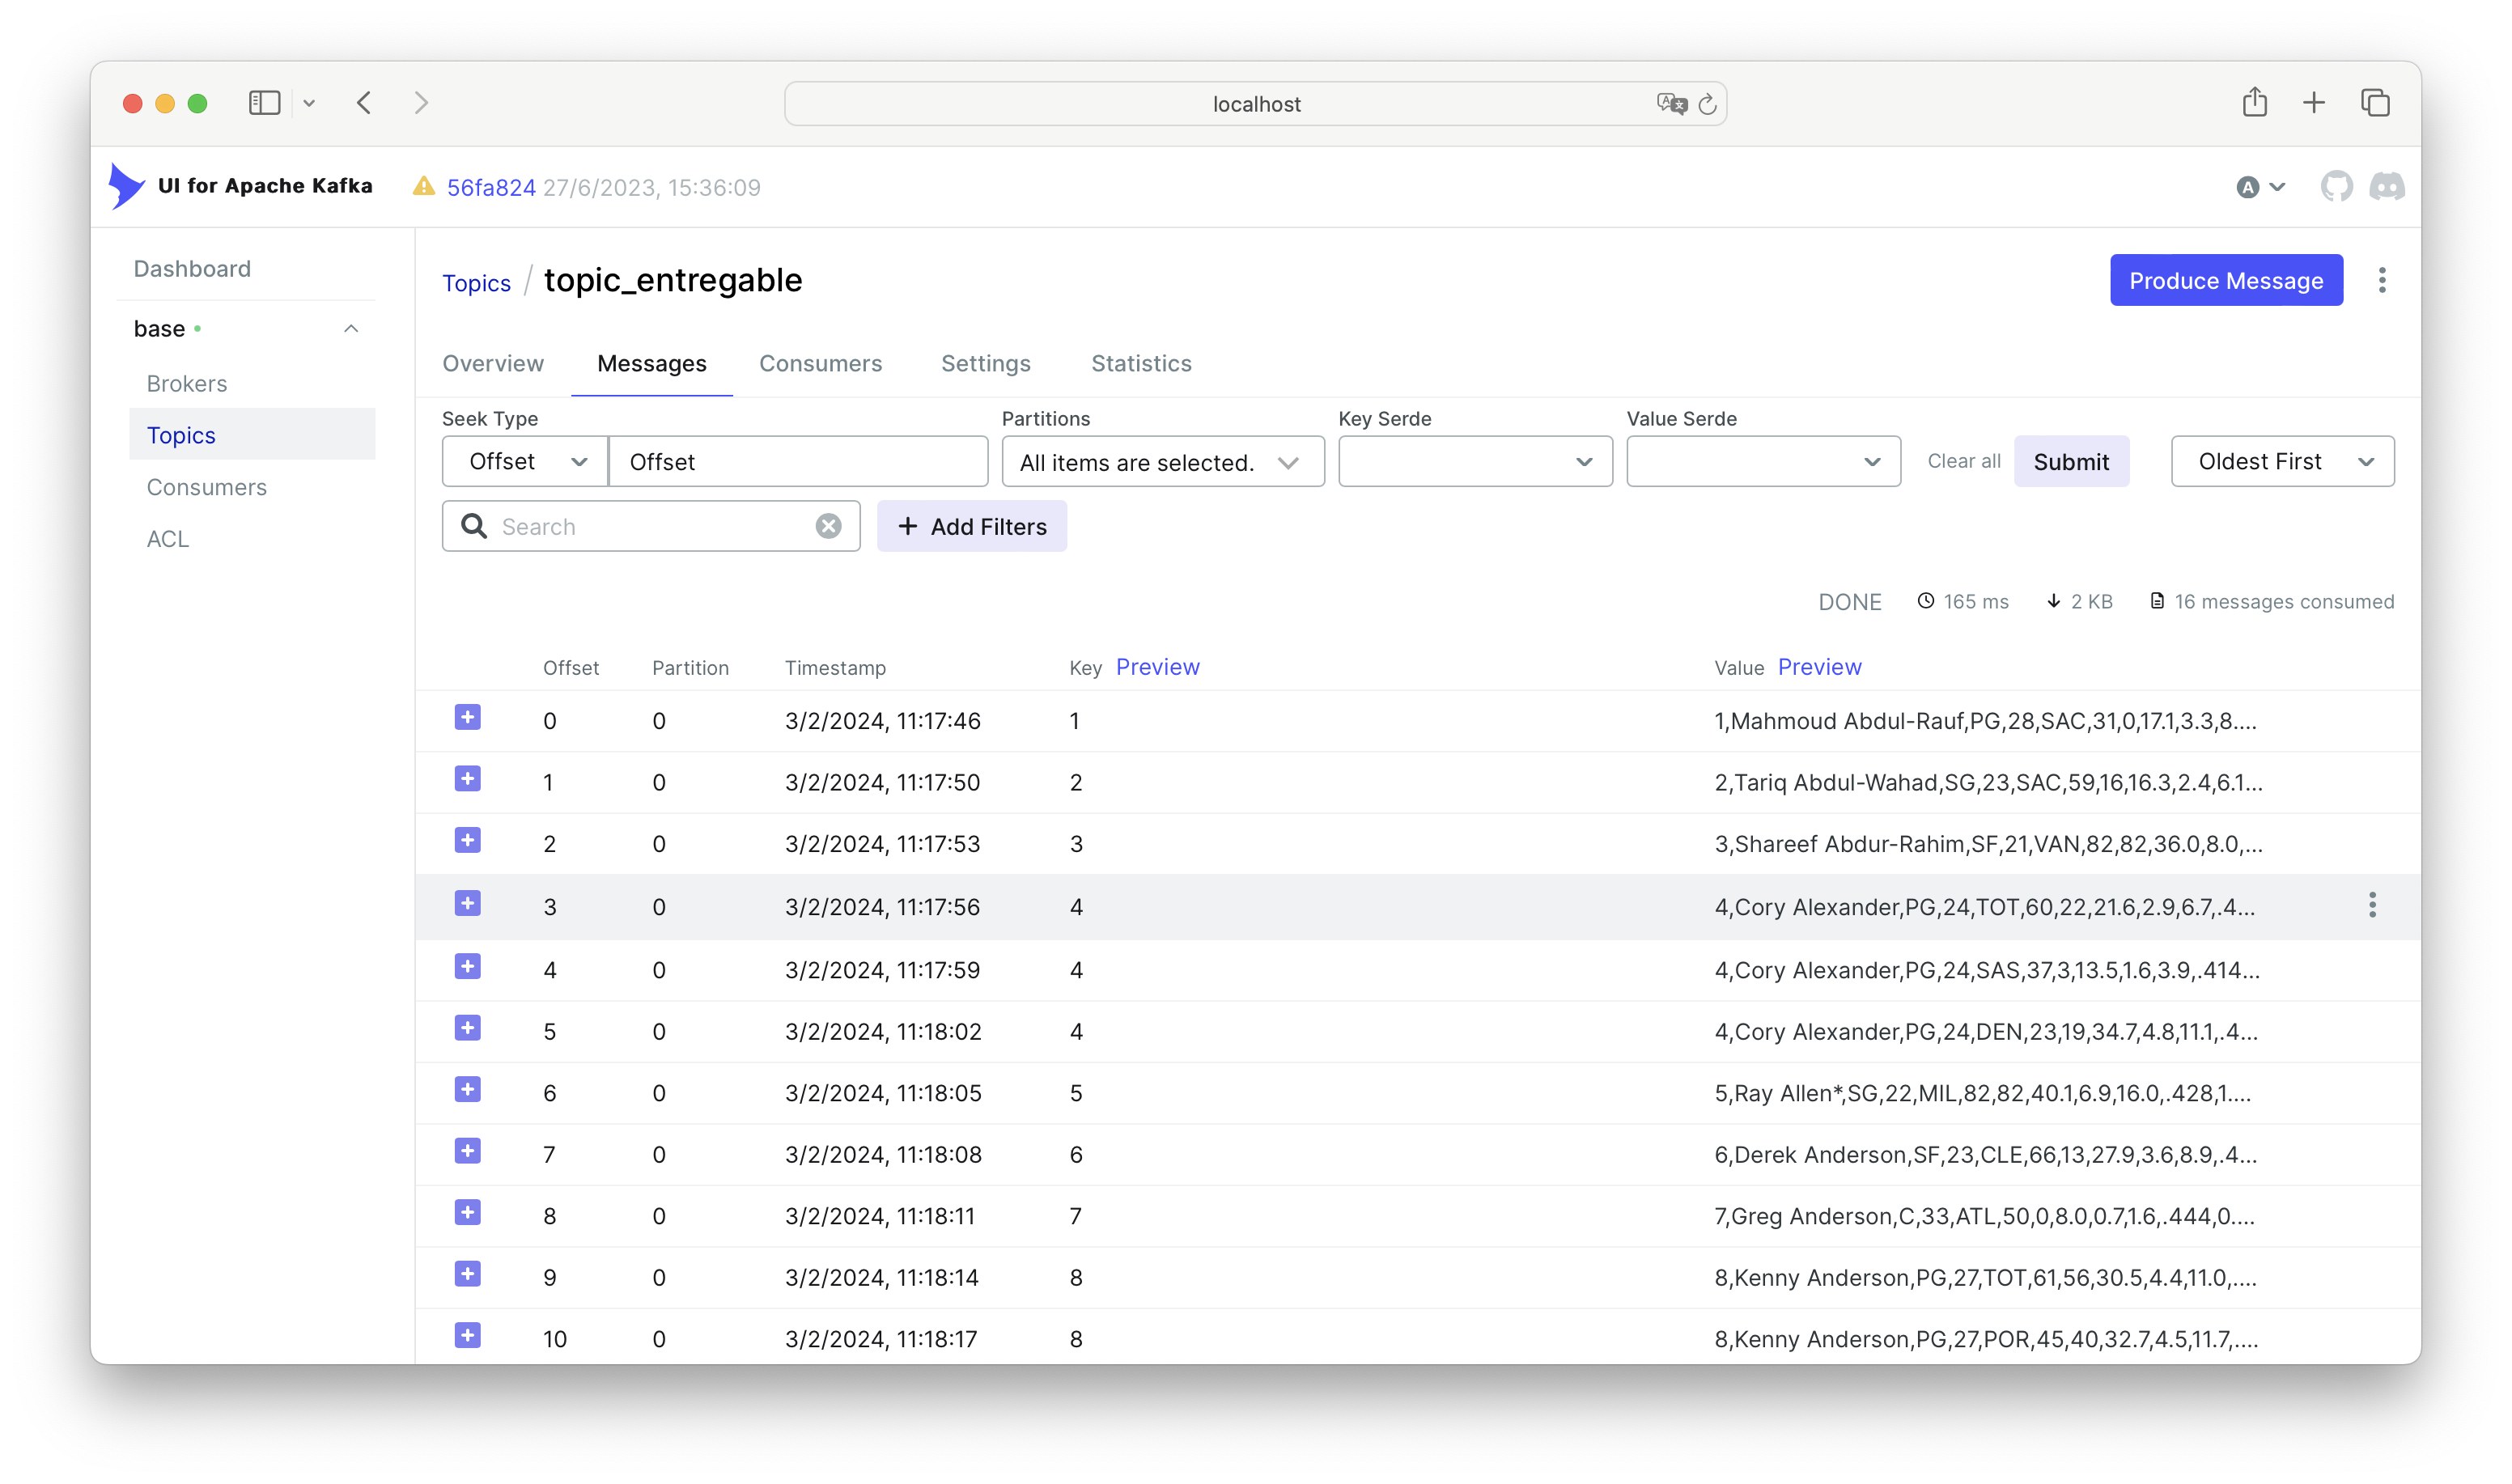 localhost
UI for Apache Kafka 56fa824 27/6/2023, 15:36:09 A
Dashboard
base
Brokers
Topics
Consumers
ACL
Topics / topic_entregable Produce Message
Overview Messages Consumers Settings Statistics
Seek Type Partitions Key Serde Value Serde
Offset Offset All items are selected. Clear all Submit Oldest First
Search Add Filters
DONE 165 ms 2 KB 16 messages consumed
Offset Partition Timestamp Key Preview Value Preview
0 0 3/2/2024, 11:17:46 1 1,Mahmoud Abdul-Rauf,PG,28,SAC,31,0,17.1,3.3,8....
1 0 3/2/2024, 11:17:50 2 2,Tariq Abdul-Wahad,SG,23,SAC,59,16,16.3,2.4,6.1...
2 0 3/2/2024, 11:17:53 3 3,Shareef Abdur-Rahim,SF,21,VAN,82,82,36.0,8.0,...
3 0 3/2/2024, 11:17:56 4 4,Cory Alexander,PG,24,TOT,60,22,21.6,2.9,6.7,.4...
4 0 3/2/2024, 11:17:59 4 4,Cory Alexander,PG,24,SAS,37,3,13.5,1.6,3.9,.414...
5 0 3/2/2024, 11:18:02 4 4,Cory Alexander,PG,24,DEN,23,19,34.7,4.8,11.1,.4...
6 0 3/2/2024, 11:18:05 5 5,Ray Allen*,SG,22,MIL,82,82,40.1,6.9,16.0,.428,1....
7 0 3/2/2024, 11:18:08 6 6,Derek Anderson,SF,23,CLE,66,13,27.9,3.6,8.9,.4...
8 0 3/2/2024, 11:18:11 7 7,Greg Anderson,C,33,ATL,50,0,8.0,0.7,1.6,.444,0....
9 0 3/2/2024, 11:18:14 8 8,Kenny Anderson,PG,27,TOT,61,56,30.5,4.4,11.0,....
10 0 3/2/2024, 11:18:17 8 8,Kenny Anderson,PG,27,POR,45,40,32.7,4.5,11.7,....